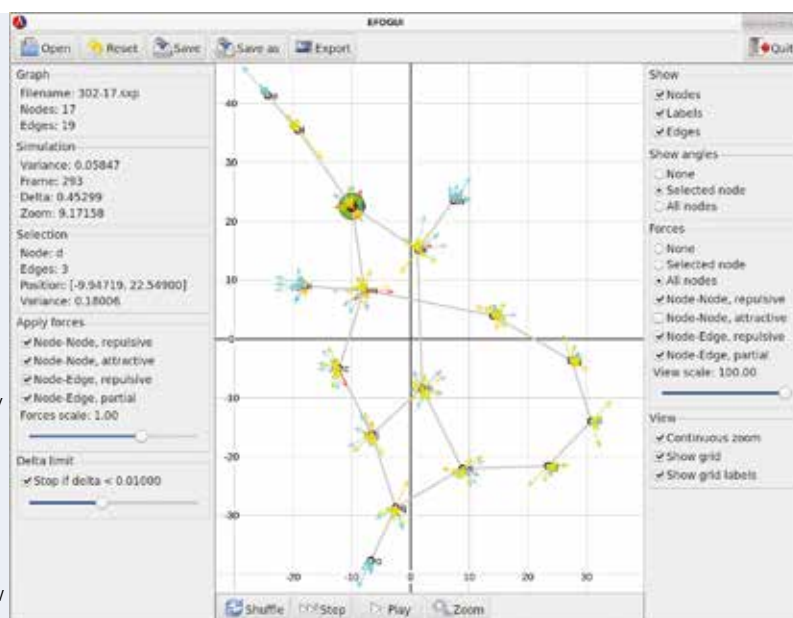 EFOGUI
Open Reset Save Save as Export Quit
Graph
Filename: 302-17.sxp
Nodes: 17
Edges: 19
Simulation
Variance: 0.05847
Frame: 293
Delta: 0.45299
Zoom: 9.17158
Selection
Node: d
Edges: 3
Position: [-9.94719, 22.54900]
Variance: 0.18006
Apply forces
Node-Node, repulsive
Node-Node, attractive
Node-Edge, repulsive
Node-Edge, partial
Forces scale: 1.00
Delta limit
Stop if delta < 0.01000
40
30
20
10
0
-10
-20
-30
-20 -10 0 10 20 30
Shuffle Step Play Zoom
Show
Nodes
Labels
Edges
Show angles
None
Selected node
All nodes
Forces
None
Selected node
All nodes
Node-Node, repulsive
Node-Node, attractive
Node-Edge, repulsive
Node-Edge, partial
View scale: 100.00
View
Continuous zoom
Show grid
Show grid labels